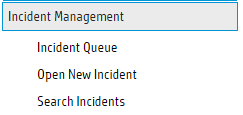 Incident Management
Incident Queue
Open New Incident
Search Incidents